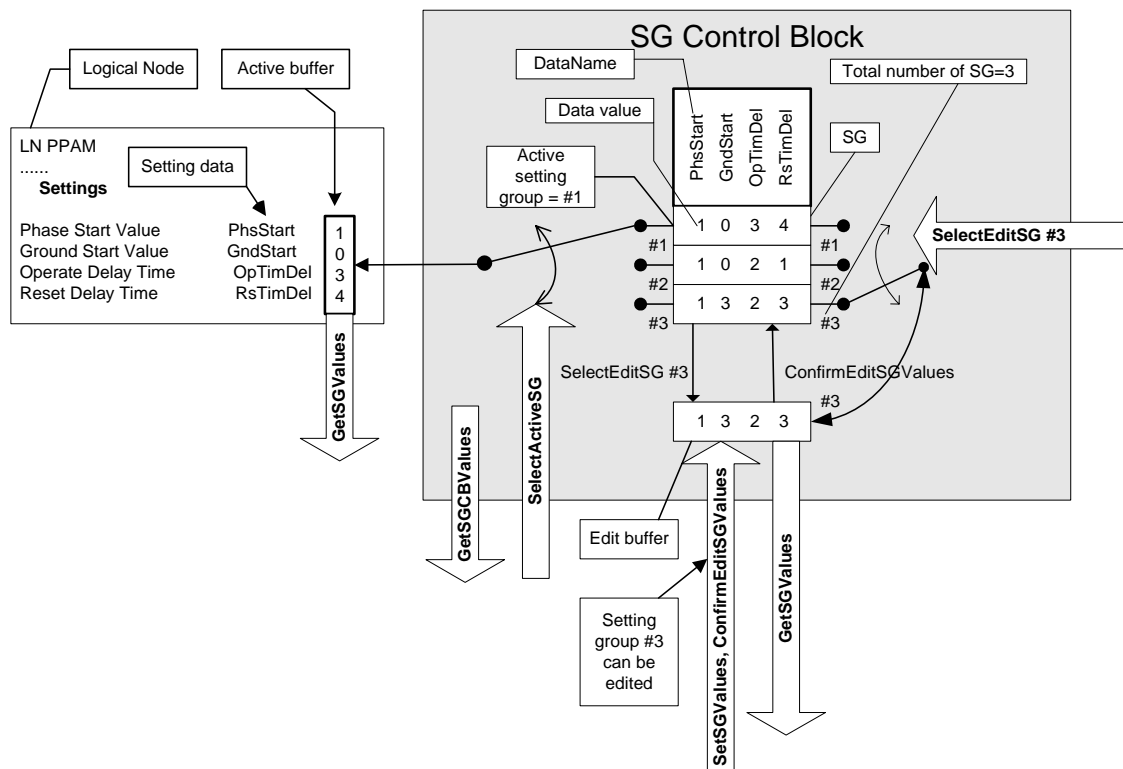 SG Control Block
Logical Node
Active buffer
DataName
Total number of SG=3
Data value
SG
PhsStart
GndStart
OpTimDel
RsTimDel
LN PPAM
......
Settings
Setting data
Active
setting
group = #1
Phase Start Value PhsStart 1
Ground Start Value GndStart 0
Operate Delay Time OpTimDel 3
Reset Delay Time RsTimDel 4
1 0 3 4
#1 #1
1 0 2 1
#2 #2
1 3 2 3
#3 #3
SelectEditSG #3
SelectEditSG #3
ConfirmEditSGValues
#3
1 3 2 3
GetSGValues
GetSGCBValues
SelectActiveSG
Edit buffer
Setting
group #3
can be
edited
SetSGValues, ConfirmEditSGValues
GetSGValues